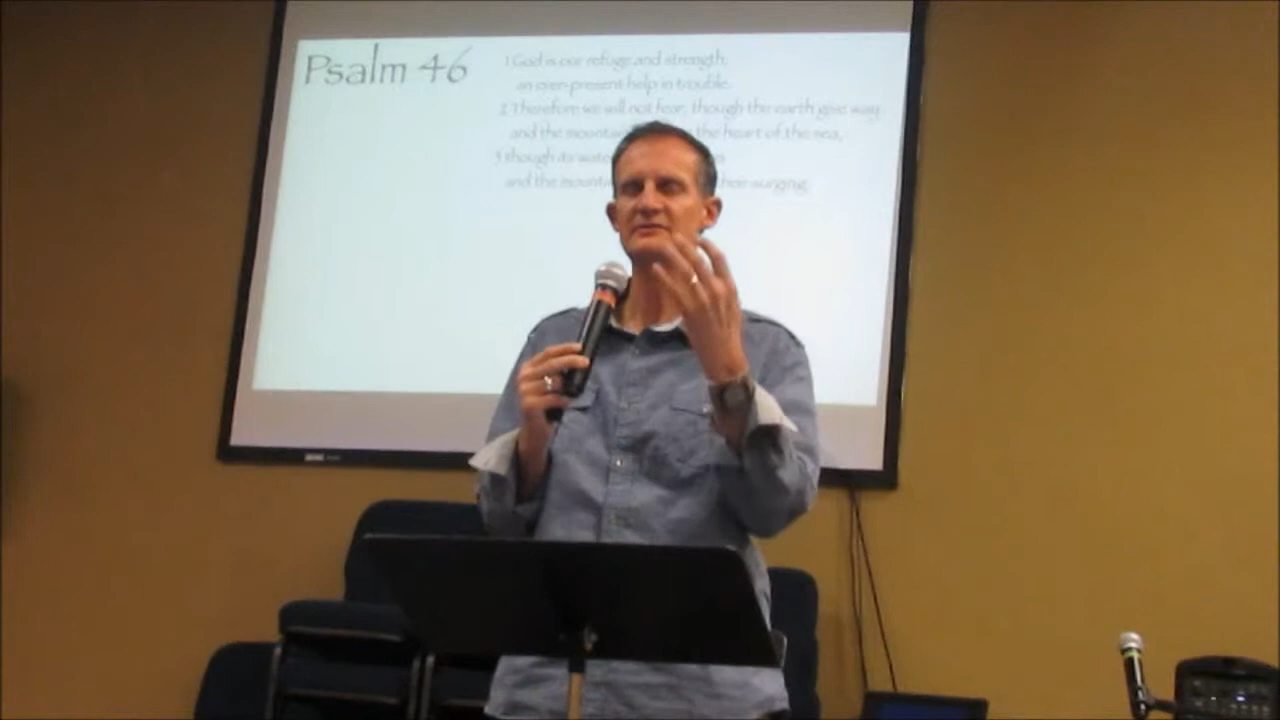 Psalm 46
1 God is our refuge and strength,
an ever-present help in trouble.
2 Therefore we will not fear, though the earth give way
and the the heart of the sea,
3 though its
and the their surging.